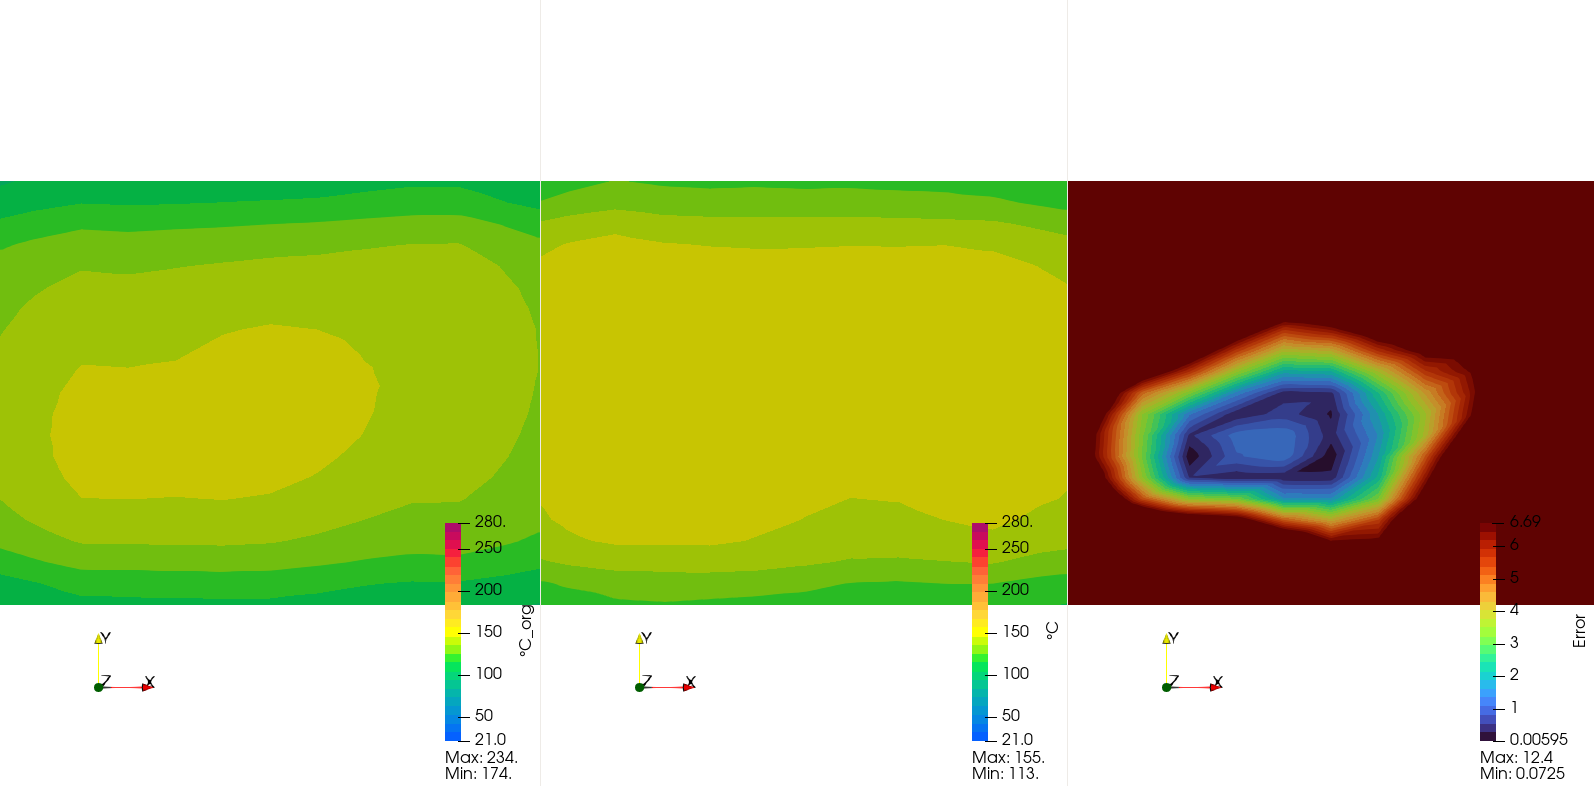 280.
250
200
150
100
50
21.0
°C_org
Max: 234.
Min: 174.
Y
Z
X
280.
250
200
150
100
50
21.0
°C
Max: 155.
Min: 113.
Y
Z
X
6.69
6
5
4
3
2
1
0.00595
Error
Max: 12.4
Min: 0.0725
Y
Z
X